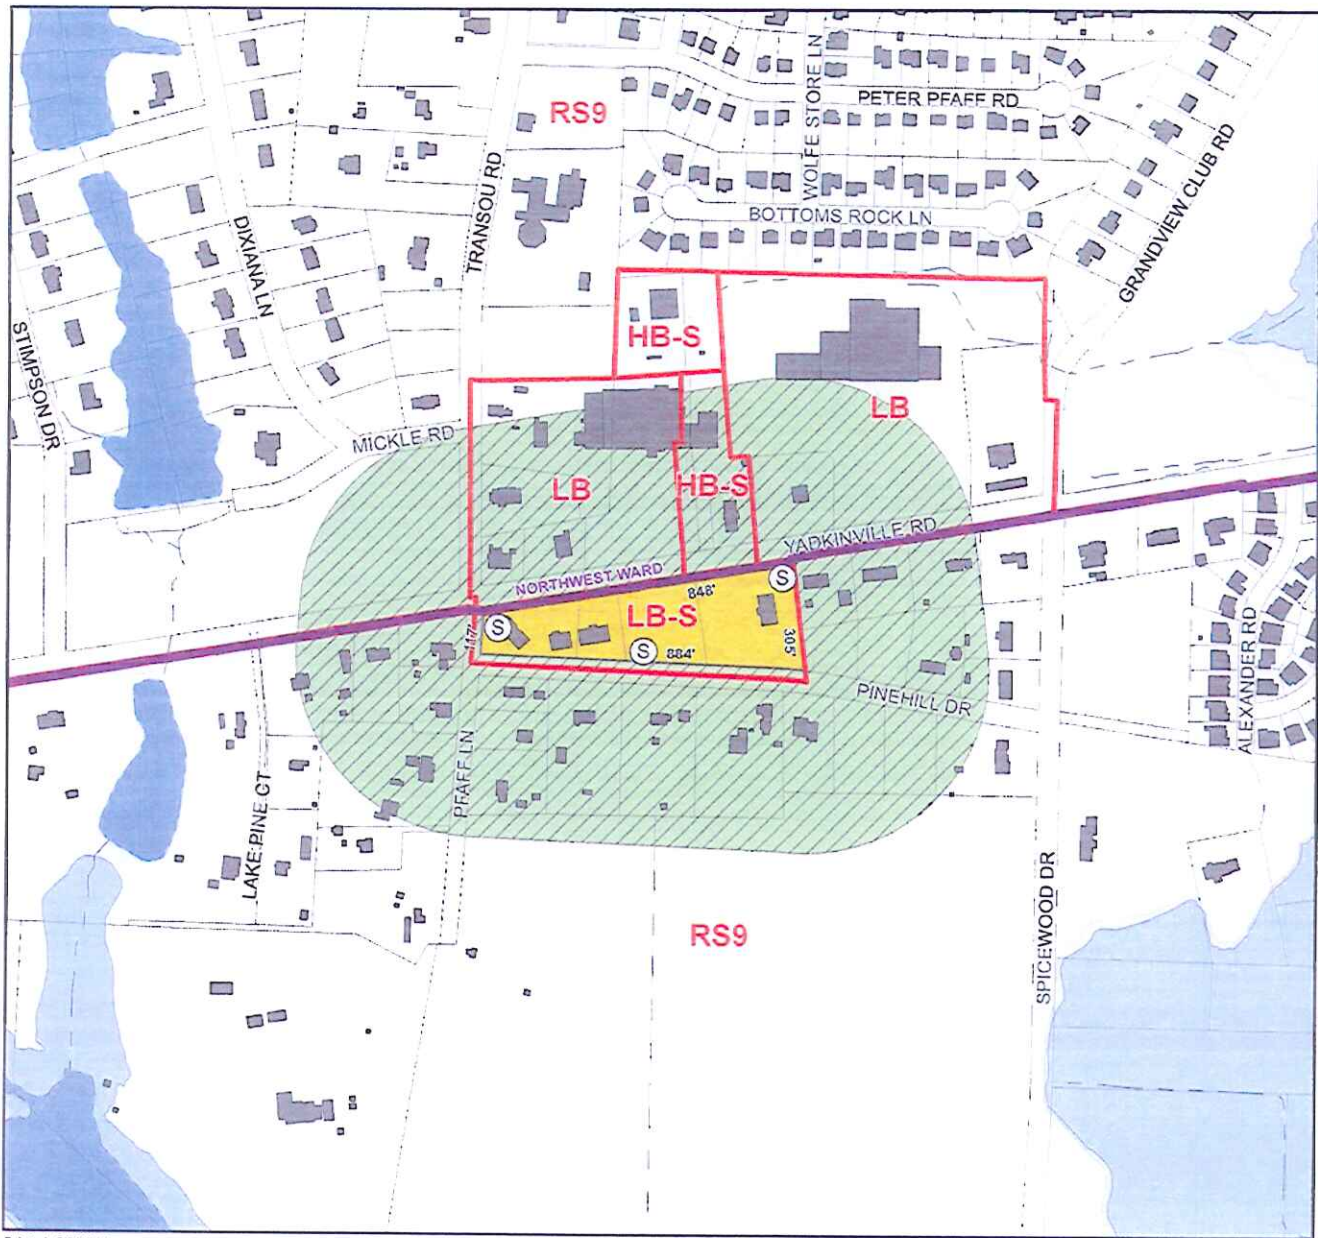 PETER PFAFF RD
WOLFE STORE LN
RS9
GRANDVIEW CLUB RD
TRANSOU RD
BOTTOMS ROCK LN
DIXIANA LN
STIMPSON DR
HB-S
LB
MICKLE RD
LB
HB-S
YADKINVILLE RD
NORTHWEST WARD
848'
S
LB-S
S
117'
S
884'
305'
ALEXANDER RD
PINEHILL DR
PFAFF LN
LAKE PINE CT
RS9
SPICEWOOD DR